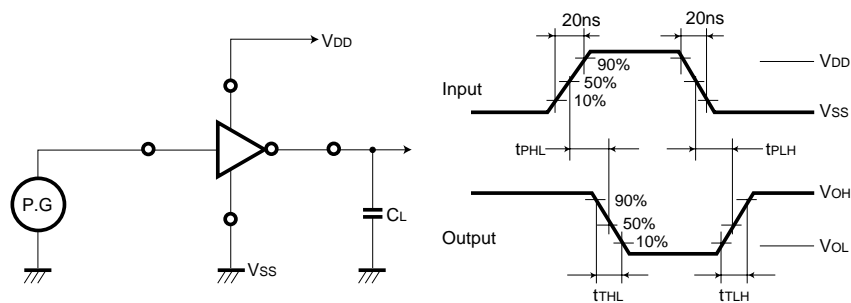 VDD
P.G
CL
VSS
20ns 20ns
Input
90%
50%
10%
VDD
VSS
tPHL tPLH
Output
90%
50%
10%
VOH
VOL
tTHL tTLH